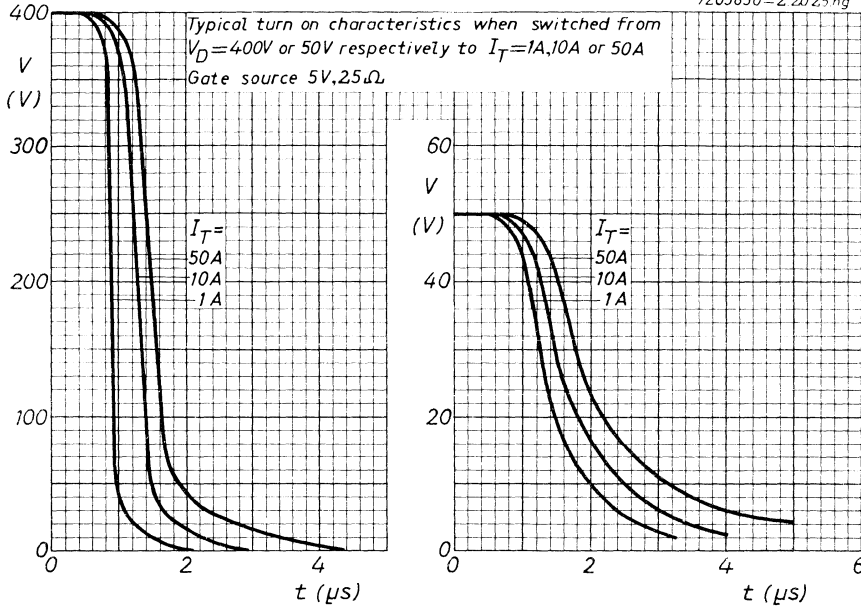 Typical turn on characteristics when switched from
V_D=400V or 50V respectively to I_T=1A,10A or 50A
Gate source 5V,25Ω
400
V
(V)
300
200
100
0
I_T=
50A
10A
1A
0
2
4
t (µs)
60
V
(V)
40
20
0
I_T=
50A
10A
1A
0
2
4
6
t (µs)